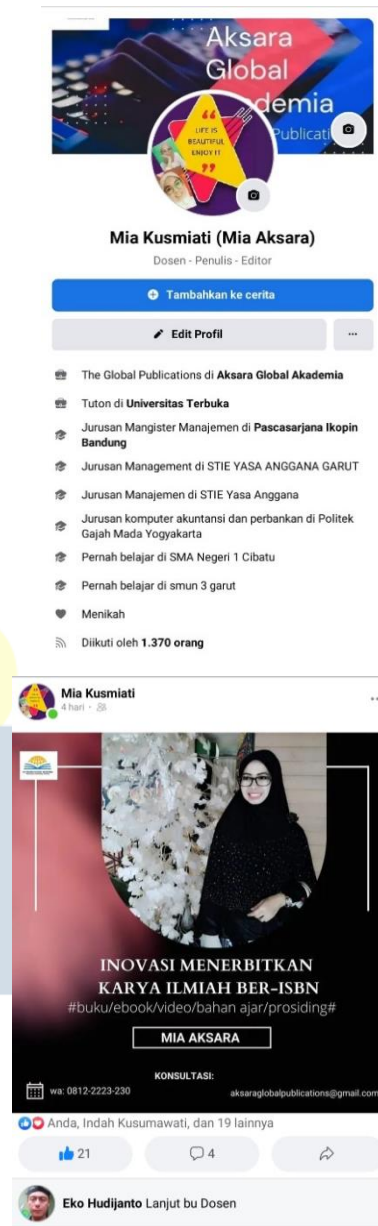 Aksara
Global
demia
Publicati
LIFE IS
BEAUTIFUL
ENJOY IT
Mia Kusmiati (Mia Aksara)
Dosen - Penulis - Editor
Tambahkan ke cerita
Edit Profil
The Global Publications di Aksara Global Akademia
Tuton di Universitas Terbuka
Jurusan Mangister Manajemen di Pascasarjana Ikopin
Bandung
Jurusan Management di STIE YASA ANGGANA GARUT
Jurusan Manajemen di STIE Yasa Anggana
Jurusan komputer akuntasi dan perbankan di Politek
Gajah Mada Yogyakarta
Pernah belajar di SMA Negeri 1 Cibatu
Pernah belajar di smun 3 garut
Menikah
Diikuti oleh 1.370 orang
Mia Kusmiati
4 hari
INOVASI MENERBITKAN
KARYA ILMIAH BER-ISBN
#buku/ebook/video/bahan ajar/prosiding#
MIA AKSARA
KONSULTASI:
wa: 0812-2223-230
aksaraglobalpublications@gmail.com
Anda, Indah Kusumawati, dan 19 lainnya
21
4
Eko Hudijanto Lanjut bu Dosen